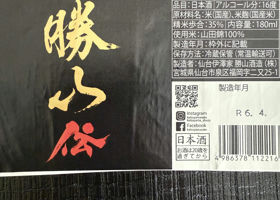 勝山
伝
品目:日本酒 アルコール分:16度
原材料名:米(国産)、米麹(国産)
精米歩合:35% 内容量:180ml
使用米:山田錦100%
製造年月:枠外に記載
保存方法:冷蔵保管(常温輸送可)
製造者:仙台伊澤家 勝山酒造(株)
宮城県仙台市泉区福岡字二又25-1
Instagram
Facebook
日本酒
お酒は20歳を
過ぎてから
製造年月
R6.4.
4986578112216